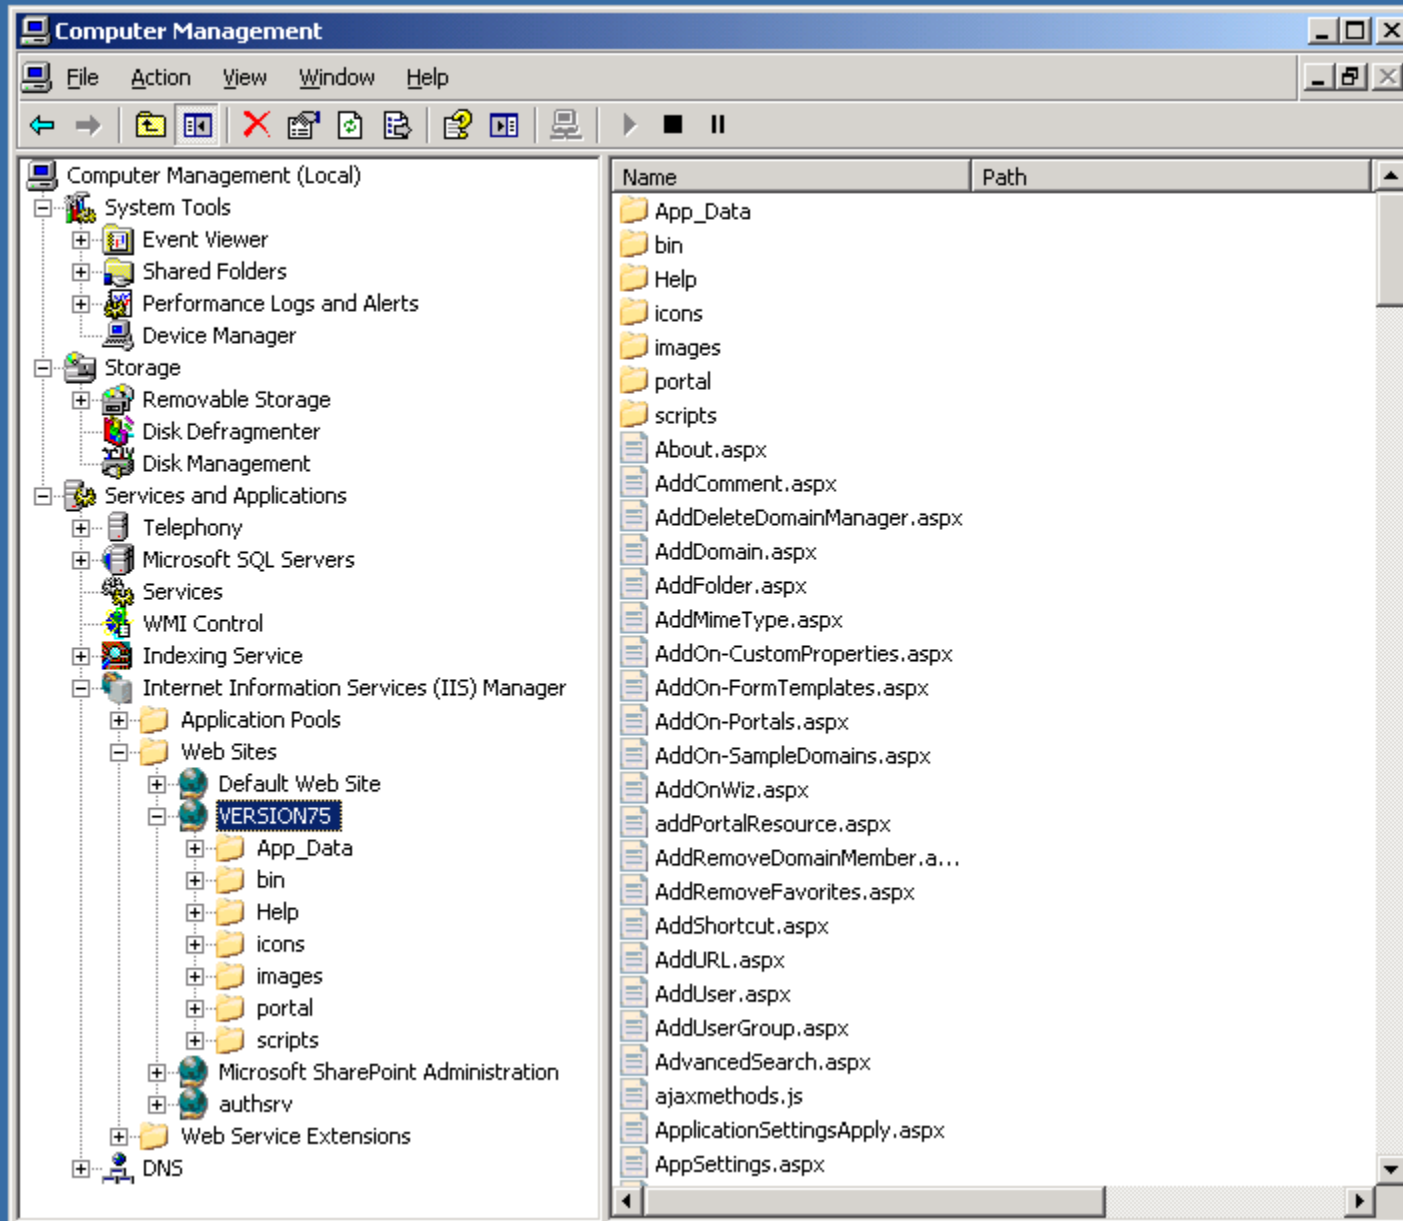 Computer Management
File Action View Window Help
Computer Management (Local)
System Tools
Event Viewer
Shared Folders
Performance Logs and Alerts
Device Manager
Storage
Removable Storage
Disk Defragmenter
Disk Management
Services and Applications
Telephony
Microsoft SQL Servers
Services
WMI Control
Indexing Service
Internet Information Services (IIS) Manager
Application Pools
Web Sites
Default Web Site
VERSION75
App_Data
bin
Help
icons
images
portal
scripts
Microsoft SharePoint Administration
authsrv
Web Service Extensions
DNS
Name Path
App_Data
bin
Help
icons
images
portal
scripts
About.aspx
AddComment.aspx
AddDeleteDomainManager.aspx
AddDomain.aspx
AddFolder.aspx
AddMimeType.aspx
AddOn-CustomProperties.aspx
AddOn-FormTemplates.aspx
AddOn-Portals.aspx
AddOn-SampleDomains.aspx
AddOnWiz.aspx
addPortalResource.aspx
AddRemoveDomainMember.a...
AddRemoveFavorites.aspx
AddShortcut.aspx
AddURL.aspx
AddUser.aspx
AddUserGroup.aspx
AdvancedSearch.aspx
ajaxmethods.js
ApplicationSettingsApply.aspx
AppSettings.aspx